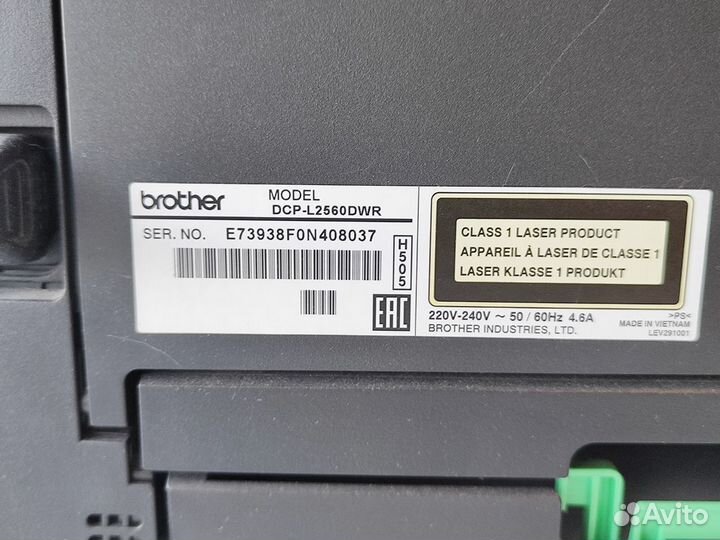 brother
MODEL
DCP-L2560DWR
SER. NO. E73938F0N408037
H505
EAC
CLASS 1 LASER PRODUCT
APPAREIL À LASER DE CLASSE 1
LASER KLASSE 1 PRODUKT
220V-240V ~ 50 / 60Hz 4.6A
BROTHER INDUSTRIES, LTD.
>PS<
MADE IN VIETNAM
LEV291001
Avito